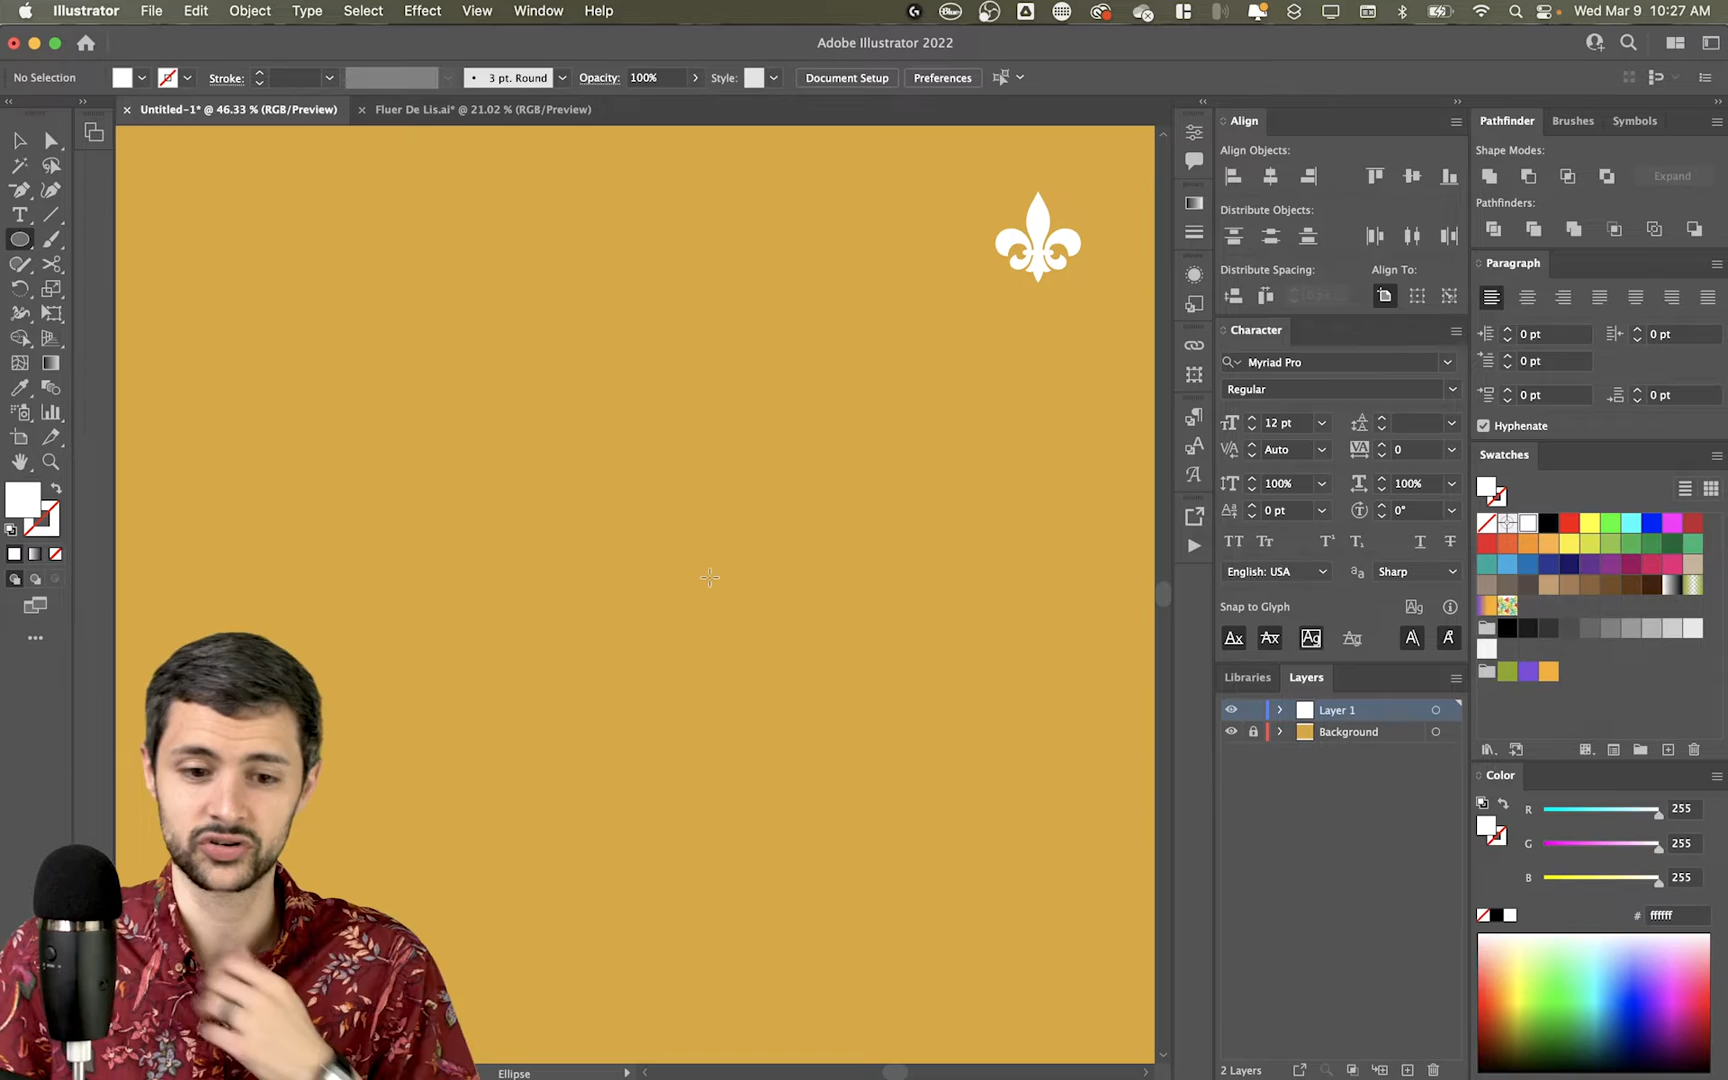 Illustrator File Edit Object Type Select Effect View Window Help Wed Mar 9 10:27 AM
Adobe Illustrator 2022
No Selection Stroke: 3 pt. Round Opacity: 100% Style: Document Setup Preferences
Untitled-1* @ 46.33 % (RGB/Preview) Fluer De Lis.ai* @ 21.02 % (RGB/Preview)
Align
Align Objects:
Distribute Objects:
Distribute Spacing: Align To:
Character
Myriad Pro
Regular
12 pt
Auto 0
100% 100%
0 pt 0°
English: USA Sharp
Snap to Glyph
Libraries Layers
Layer 1
Background
2 Layers
Pathfinder Brushes Symbols
Shape Modes:
Expand
Pathfinders:
Paragraph
0 pt 0 pt
0 pt
0 pt 0 pt
Hyphenate
Swatches
Color
R 255
G 255
B 255
# ffffff
Ellipse